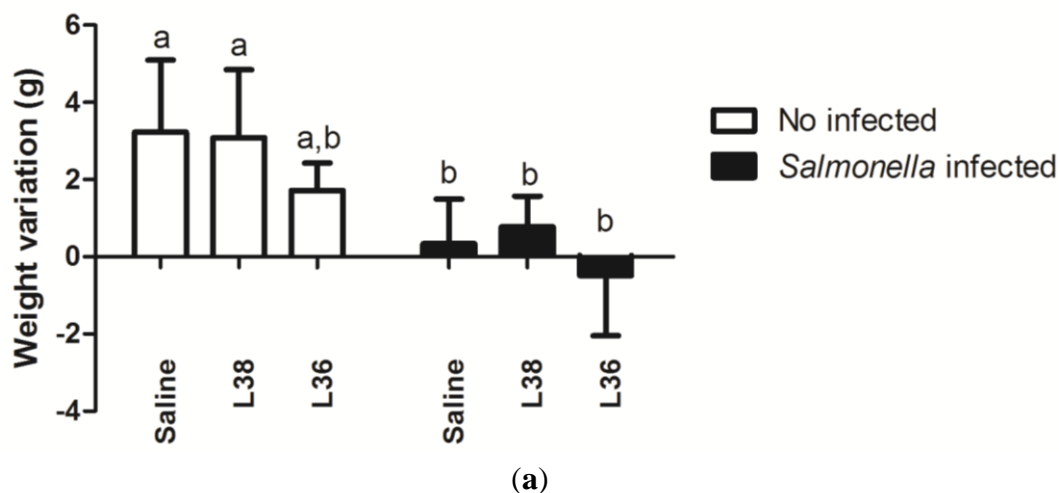 6
4
2
0
-2
-4
Weight variation (g)
a
a
a,b
b
b
b
Saline
L38
L36
Saline
L38
L36
No infected
Salmonella infected
(a)